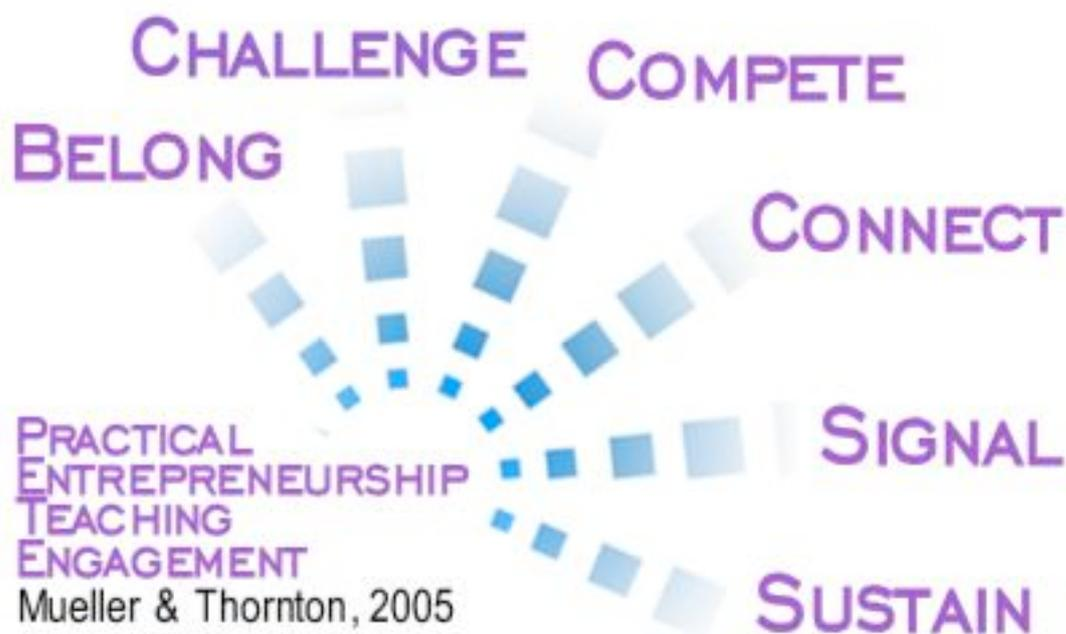 CHALLENGE
COMPETE
BELONG
CONNECT
SIGNAL
SUSTAIN
PRACTICAL
ENTREPRENEURSHIP
TEACHING
ENGAGEMENT
Mueller & Thornton, 2005